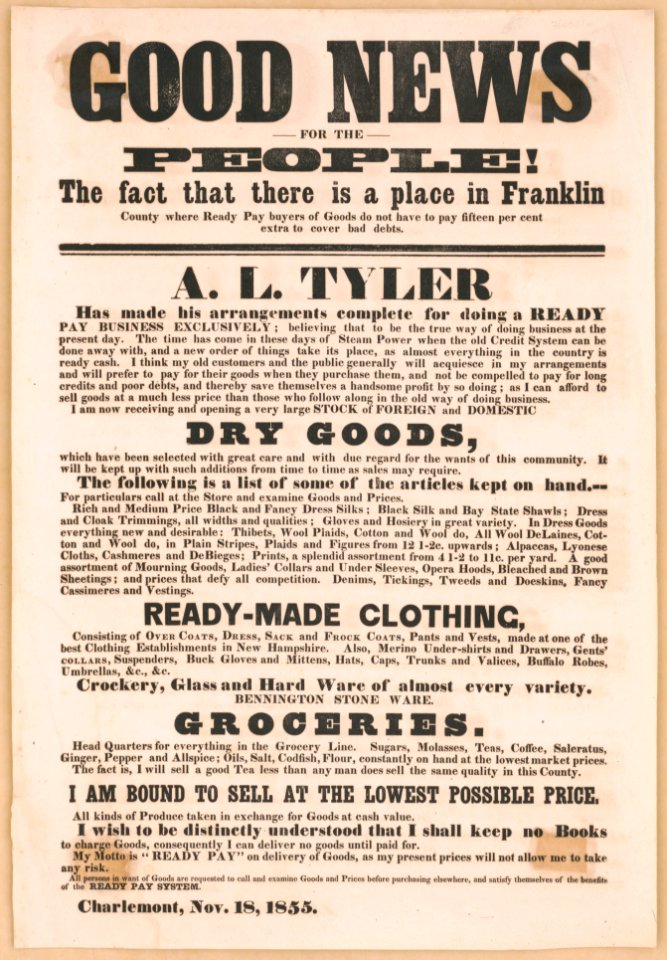 GOOD NEWS
FOR THE
PEOPLE!
The fact that there is a place in Franklin
County where Ready Pay buyers of Goods do not have to pay fifteen per cent
extra to cover bad debts.
A. L. TYLER
Has made his arrangements complete for doing a READY
PAY BUSINESS EXCLUSIVELY; believing that to be the true way of doing business at the
present day. The time has come in these days of Steam Power when the old Credit System can be
done away with, and a new order of things take its place, as almost everything in the country is
ready cash. I think my old customers and the public generally will acquiesce in my arrangements
and will prefer to pay for their goods when they purchase them, and not be compelled to pay for long
credits and poor debts, and thereby save themselves a handsome profit by so doing; as I can afford to
sell goods at a much less price than those who follow along in the old way of doing business.
I am now receiving and opening a very large STOCK of FOREIGN and DOMESTIC
DRY GOODS,
which have been selected with great care and with due regard for the wants of this community. It
will be kept up with such additions from time to time as sales may require.
The following is a list of some of the articles kept on hand.--
For particulars call at the Store and examine Goods and Prices.
Rich and Medium Price Black and Fancy Dress Silks; Black Silk and Bay State Shawls; Dress
and Cloak Trimmings, all widths and qualities; Gloves and Hosiery in great variety. In Dress Goods
everything new and desirable: Thibets, Wool Plaids, Cotton and Wool do, All Wool DeLaines, Cot-
ton and Wool do, in Plain Stripes, Plaids and Figures from 12 1-2c. upwards; Alpaccas, Lyonese
Cloths, Cashmeres and DeBieges; Prints, a splendid assortment from 4 1-2 to 11c. per yard. A good
assortment of Mourning Goods, Ladies' Collars and Under Sleeves, Opera Hoods, Bleached and Brown
Sheetings; and prices that defy all competition. Denims, Tickings, Tweeds and Doeskins, Fancy
Cassimeres and Vestings.
READY-MADE CLOTHING,
Consisting of OVER COATS, DRESS, SACK and FROCK COATS, Pants and Vests, made at one of the
best Clothing Establishments in New Hampshire. Also, Merino Under-shirts and Drawers, Gents'
COLLARS, Suspenders, Buck Gloves and Mittens, Hats, Caps, Trunks and Valices, Buffalo Robes,
Umbrellas, &c., &c.
Crockery, Glass and Hard Ware of almost every variety.
BENNINGTON STONE WARE.
GROCERIES.
Head Quarters for everything in the Grocery Line. Sugars, Molasses, Teas, Coffee, Saleratus,
Ginger, Pepper and Allspice; Oils, Salt, Codfish, Flour, constantly on hand at the lowest market prices.
The fact is, I will sell a good Tea less than any man does sell the same quality in this County.
I AM BOUND TO SELL AT THE LOWEST POSSIBLE PRICE.
All kinds of Produce taken in exchange for Goods at cash value.
I wish to be distinctly understood that I shall keep no Books
to charge Goods, consequently I can deliver no goods until paid for.
My Motto is "READY PAY" on delivery of Goods, as my present prices will not allow me to take
any risk.
All persons in want of Goods are requested to call and examine Goods and Prices before purchasing elsewhere, and satisfy themselves of the benefits
of the READY PAY SYSTEM.
Charlemont, Nov. 18, 1855.